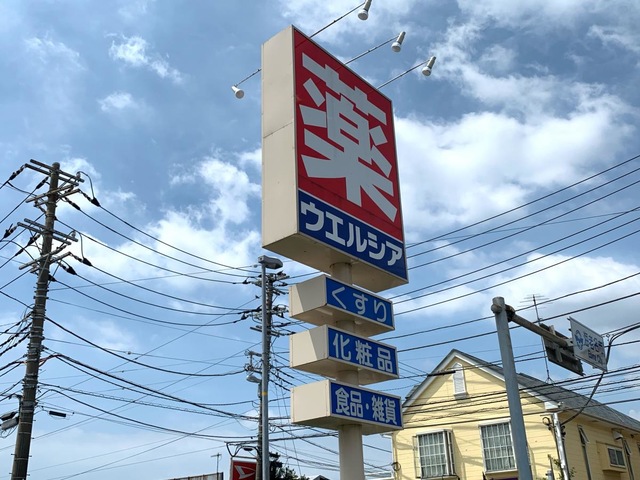 薬
ウエルシア
くすり
化粧品
食品・雑貨